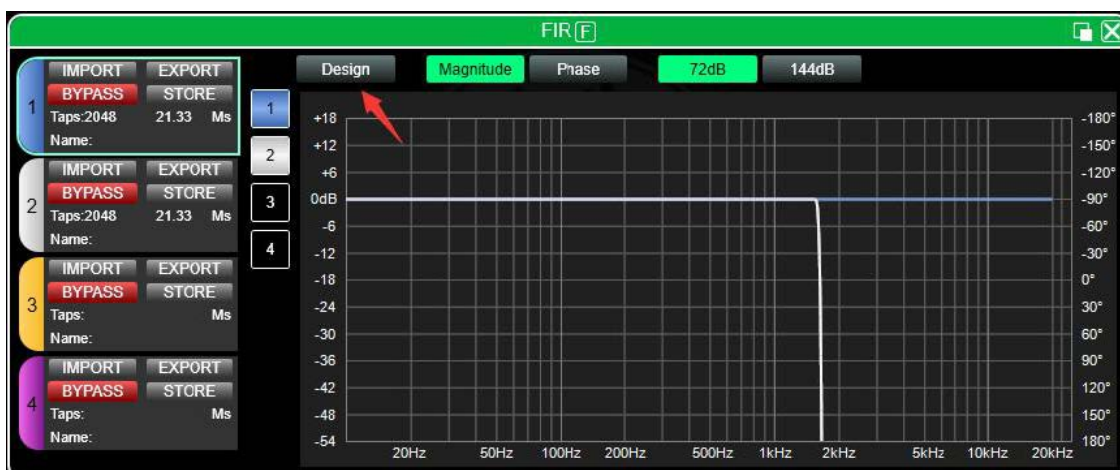 FIR F
IMPORT EXPORT
BYPASS STORE
1
Taps:2048 21.33 Ms
Name:
IMPORT EXPORT
BYPASS STORE
2
Taps:2048 21.33 Ms
Name:
IMPORT EXPORT
BYPASS STORE
3
Taps: Ms
Name:
IMPORT EXPORT
BYPASS STORE
4
Taps: Ms
Name:
1
2
3
4
Design Magnitude Phase 72dB 144dB
+18 -180°
+12 -150°
+6 -120°
0dB -90°
-6 -60°
-12 -30°
-18 0°
-24 30°
-30 60°
-36 90°
-42 120°
-48 150°
-54 180°
20Hz 50Hz 100Hz 200Hz 500Hz 1kHz 2kHz 5kHz 10kHz 20kHz